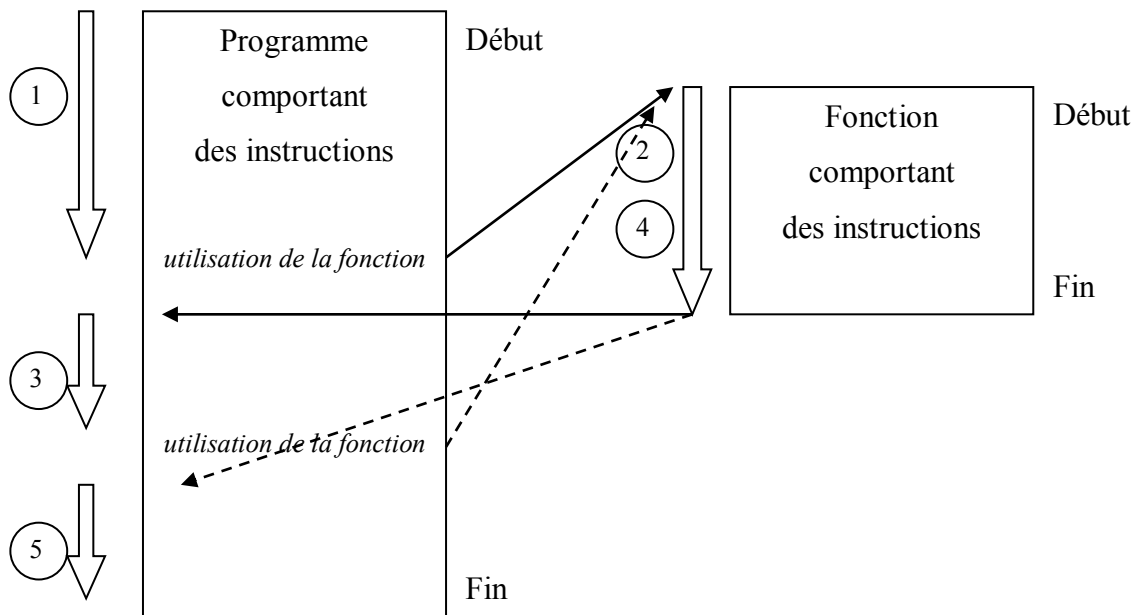 1
Programme
comportant
des instructions
Début
utilisation de la fonction
2
4
Fonction
comportant
des instructions
Début
Fin
3
utilisation de la fonction
5
Fin